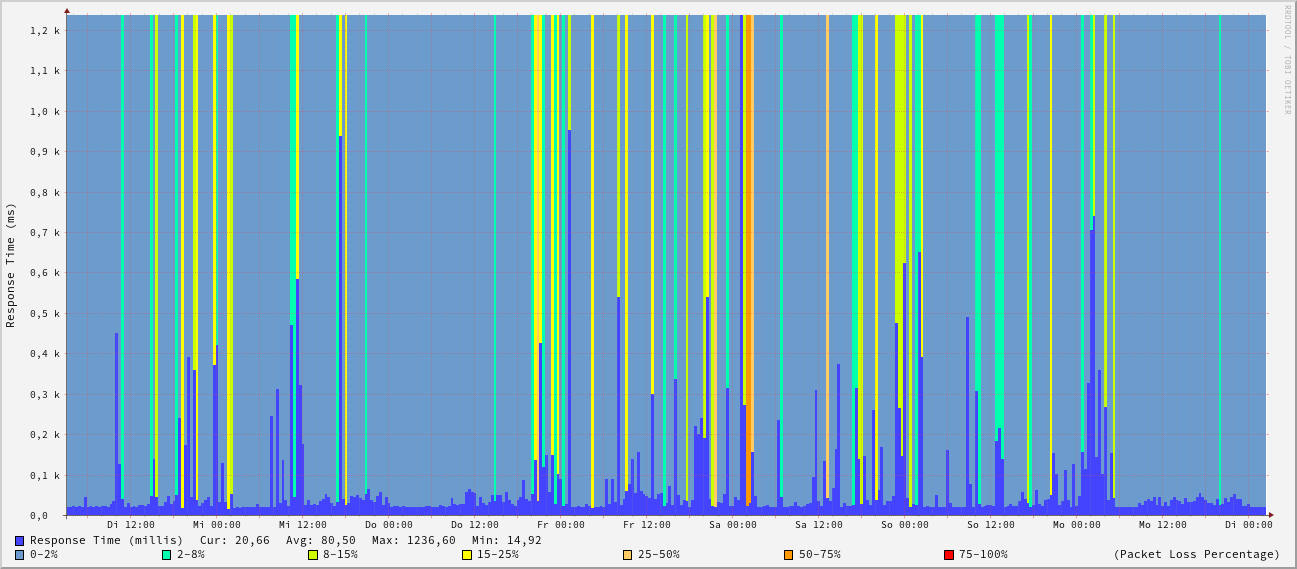 RRDTOOL / TOBI OETIKER
Response Time (ms)
1,2 k
1,1 k
1,0 k
0,9 k
0,8 k
0,7 k
0,6 k
0,5 k
0,4 k
0,3 k
0,2 k
0,1 k
0,0
Di 12:00 Mi 00:00 Mi 12:00 Do 00:00 Do 12:00 Fr 00:00 Fr 12:00 Sa 00:00 Sa 12:00 So 00:00 So 12:00 Mo 00:00 Mo 12:00 Di 00:00
Response Time (millis) Cur: 20,66 Avg: 80,50 Max: 1236,60 Min: 14,92
0-2% 2-8% 8-15% 15-25% 25-50% 50-75% 75-100% (Packet Loss Percentage)